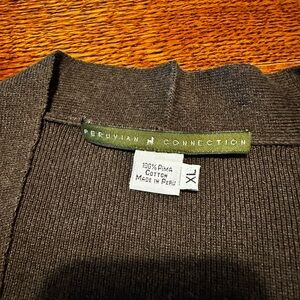 PERUVIAN CONNECTION
100% PIMA
COTTON
MADE IN PERU
XL